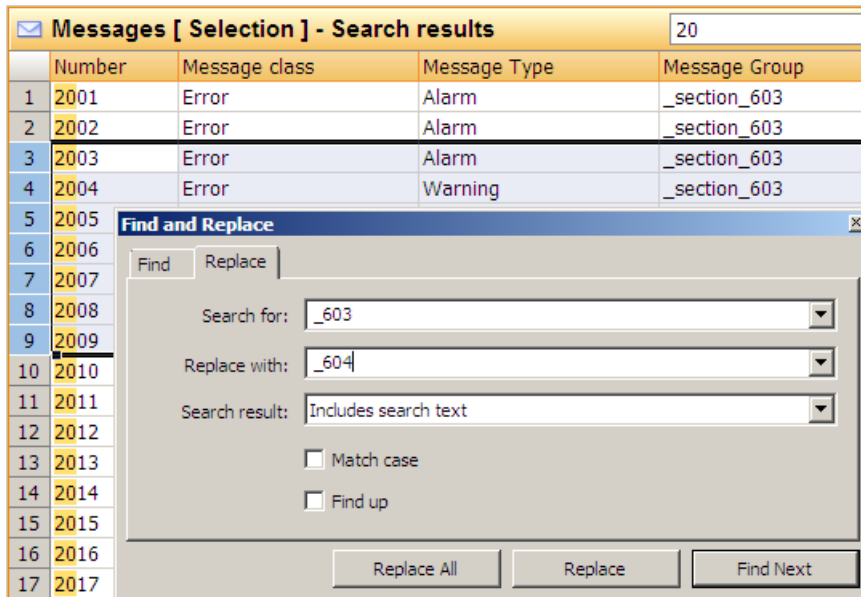 Messages [ Selection ] - Search results 20
Number Message class Message Type Message Group
1 2001 Error Alarm _section_603
2 2002 Error Alarm _section_603
3 2003 Error Alarm _section_603
4 2004 Error Warning _section_603
5 2005
Find and Replace
6 2006
Find Replace
7 2007
8 2008
Search for: _603
9 2009
10 2010
Replace with: _604
11 2011
Search result: Includes search text
12 2012
13 2013
Match case
14 2014
Find up
15 2015
16 2016
Replace All Replace Find Next
17 2017